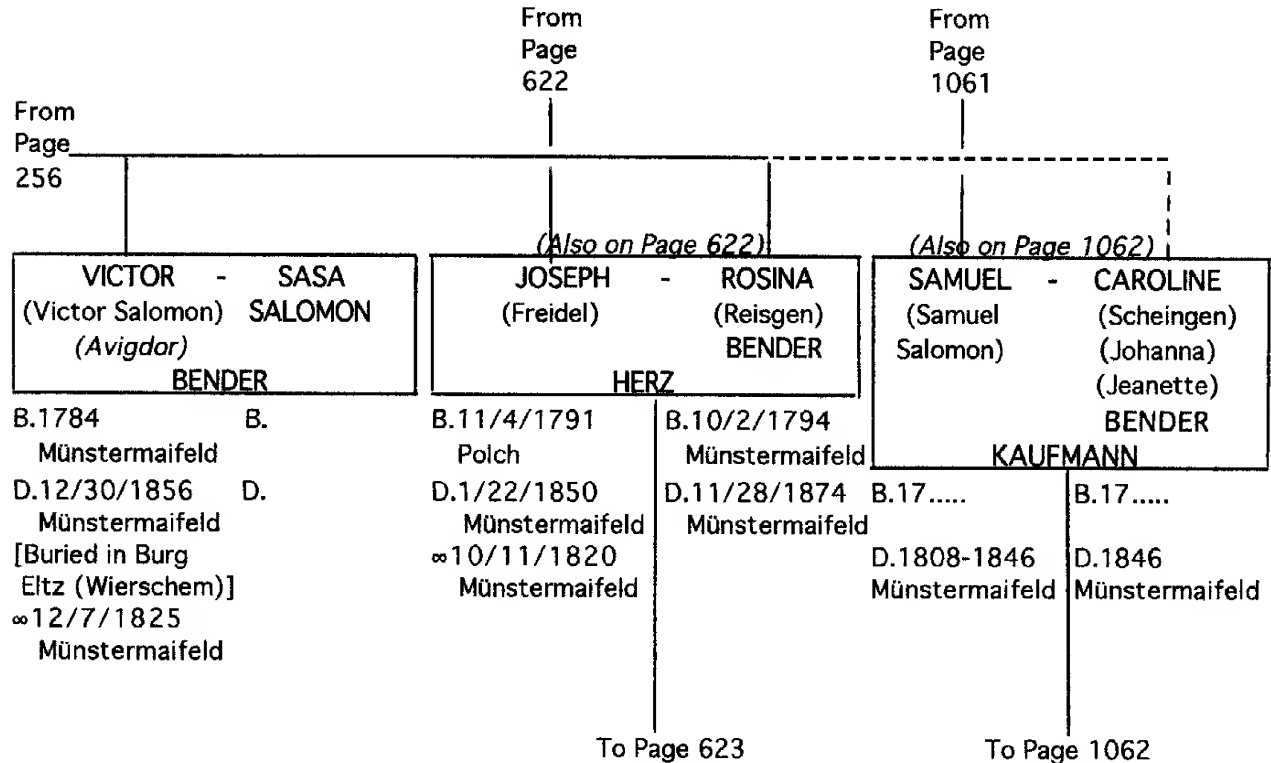 From
Page
622
From
Page
1061
From
Page
256
(Also on Page 622)
(Also on Page 1062)
VICTOR - SASA
(Victor Salomon) SALOMON
(Avigdor)
BENDER
B.1784 B.
Münstermaifeld
D.12/30/1856 D.
Münstermaifeld
[Buried in Burg
Eltz (Wierschem)]
∞12/7/1825
Münstermaifeld
JOSEPH - ROSINA
(Freidel) (Reisgen)
BENDER
HERZ
B.11/4/1791 B.10/2/1794
Polch Münstermaifeld
D.1/22/1850 D.11/28/1874
Münstermaifeld Münstermaifeld
∞10/11/1820
Münstermaifeld
To Page 623
SAMUEL - CAROLINE
(Samuel (Scheingen)
Salomon) (Johanna)
(Jeanette)
BENDER
KAUFMANN
B.17..... B.17.....
D.1808-1846 D.1846
Münstermaifeld Münstermaifeld
To Page 1062